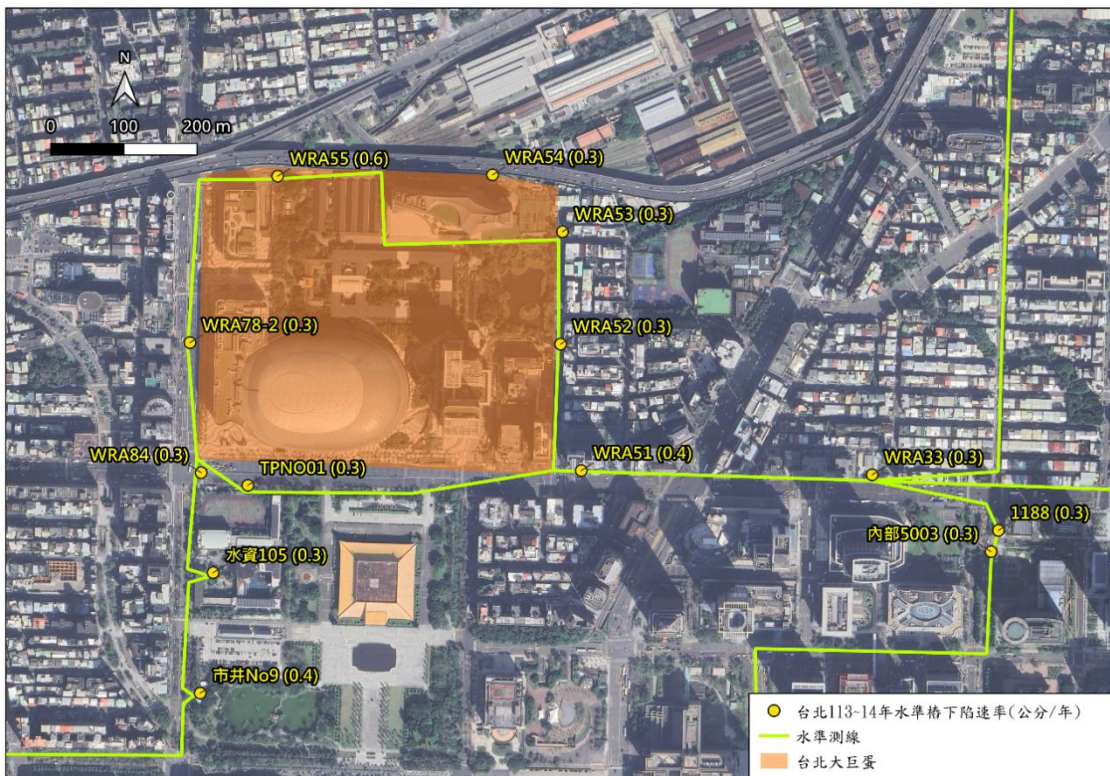 N
0 100 200 m
WRA55 (0.6)
WRA54 (0.3)
WRA53 (0.3)
WRA78-2 (0.3)
WRA52 (0.3)
WRA84 (0.3)
TPNO01 (0.3)
WRA51 (0.4)
WRA33 (0.3)
1188 (0.3)
內部5003 (0.3)
水資105 (0.3)
市井No9 (0.4)
台北113~14年水準樁下陷速率(公分/年)
水準測線
台北大巨蛋